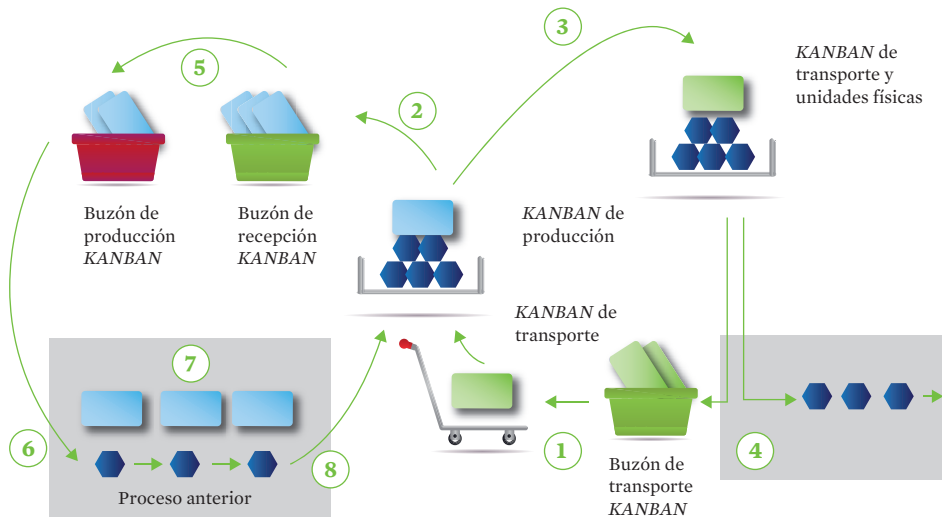 3
KANBAN de
transporte y
unidades físicas
5
2
Buzón de
producción
KANBAN
Buzón de
recepción
KANBAN
KANBAN de
producción
KANBAN de
transporte
7
6
8
Proceso anterior
1
Buzón de
transporte
KANBAN
4